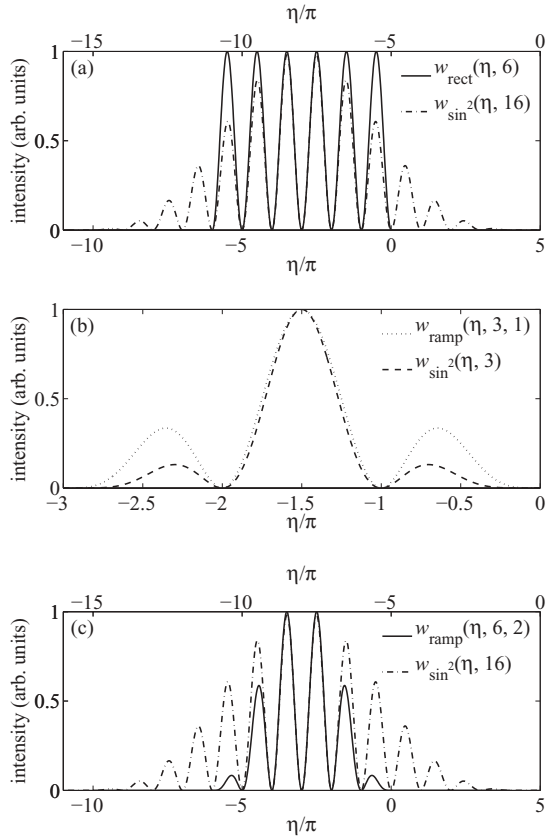 η/π
−15 −10 −5 0
(a)
w_rect(η, 6)
w_sin²(η, 16)
intensity (arb. units)
1
0.5
0
−10 −5 0 5
η/π
(b)
w_ramp(η, 3, 1)
w_sin²(η, 3)
intensity (arb. units)
1
0.5
0
−3 −2.5 −2 −1.5 −1 −0.5 0
η/π
η/π
−15 −10 −5 0
(c)
w_ramp(η, 6, 2)
w_sin²(η, 16)
intensity (arb. units)
1
0.5
0
−10 −5 0 5
η/π